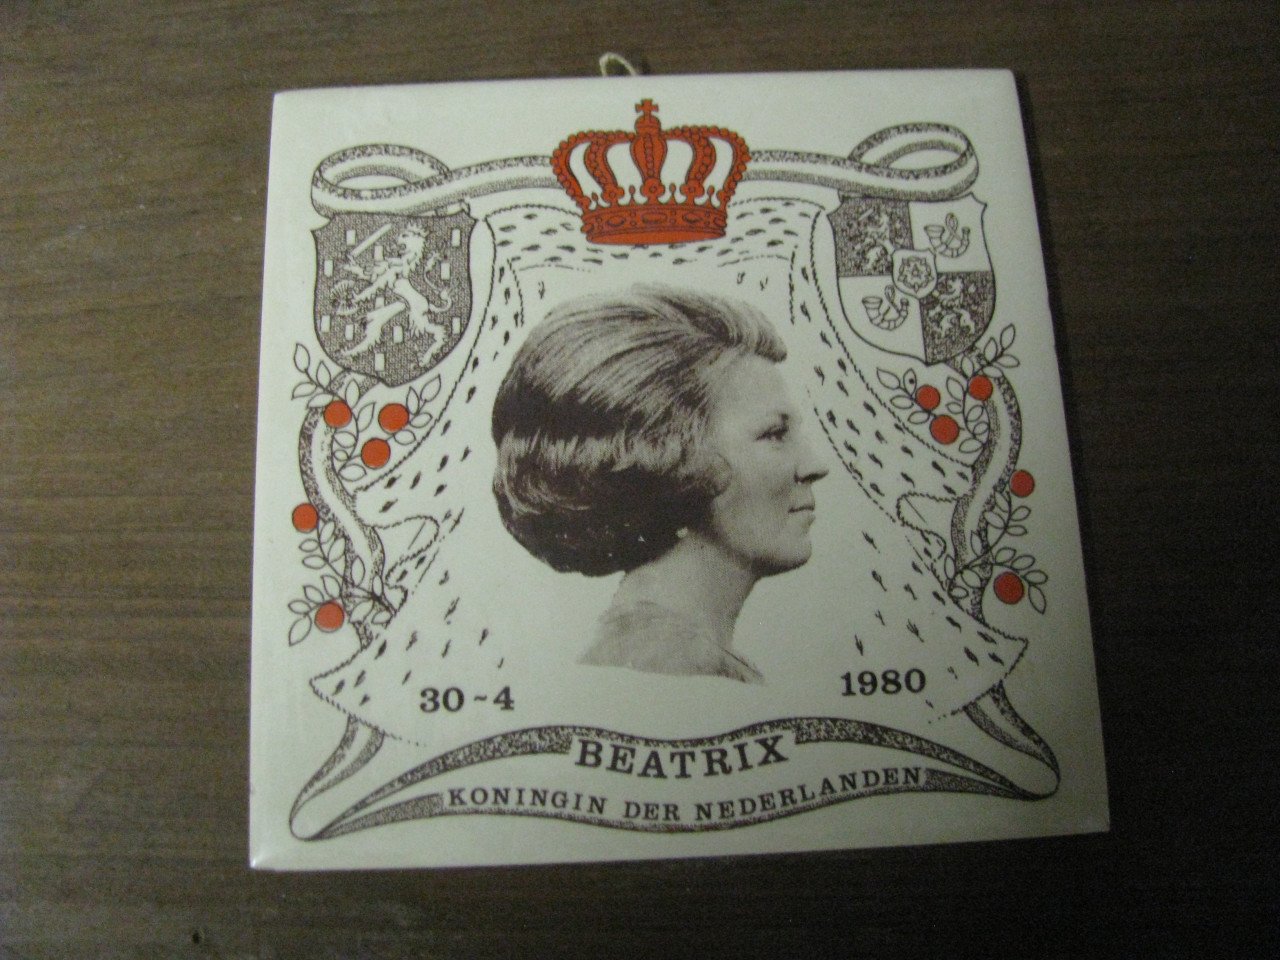 30-4 1980
BEATRIX
KONINGIN DER NEDERLANDEN